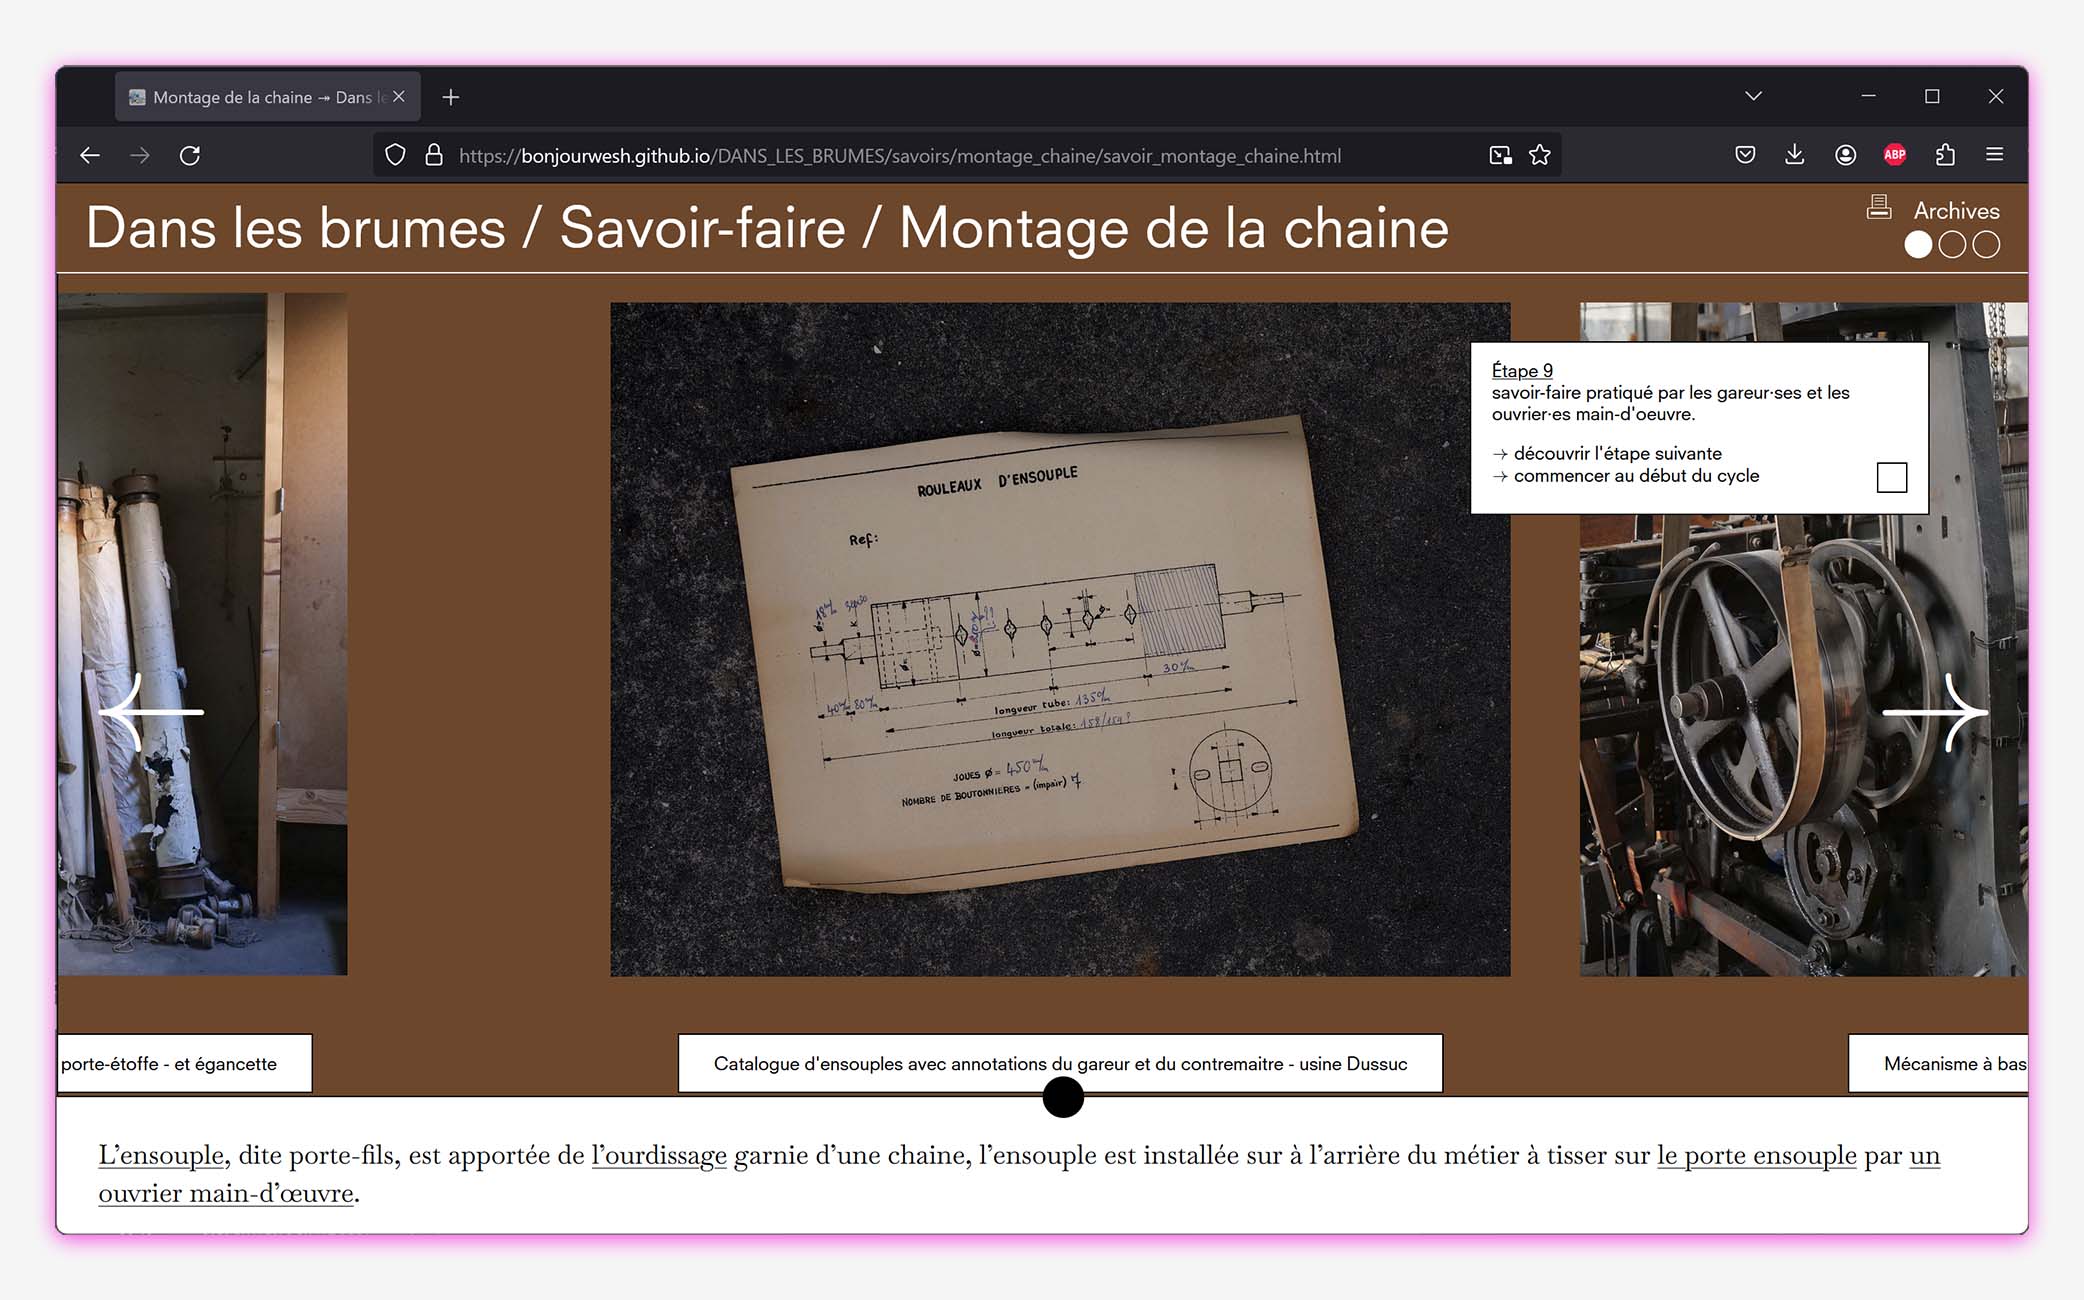 Montage de la chaine ⤞ Dans le
https://bonjourwesh.github.io/DANS_LES_BRUMES/savoirs/montage_chaine/savoir_montage_chaine.html
ABP
Dans les brumes / Savoir-faire / Montage de la chaine
Archives
Étape 9
savoir-faire pratiqué par les gareur·ses et les
ouvrier·es main-d'oeuvre.
→ découvrir l'étape suivante
→ commencer au début du cycle
ROULEAUX D'ENSOUPLE
Ref:
K
30%
longueur tube: 135%
longueur totale: 158/159?
JOUES ø= 450
NOMBRE DE BOUTONNIERES = (impair) 7
porte-étoffe - et égancette
Catalogue d'ensouples avec annotations du gareur et du contremaitre - usine Dussuc
Mécanisme à bas
L’ensouple, dite porte-fils, est apportée de l’ourdissage garnie d’une chaine, l’ensouple est installée sur à l’arrière du métier à tisser sur le porte ensouple par un
ouvrier main-d’œuvre.